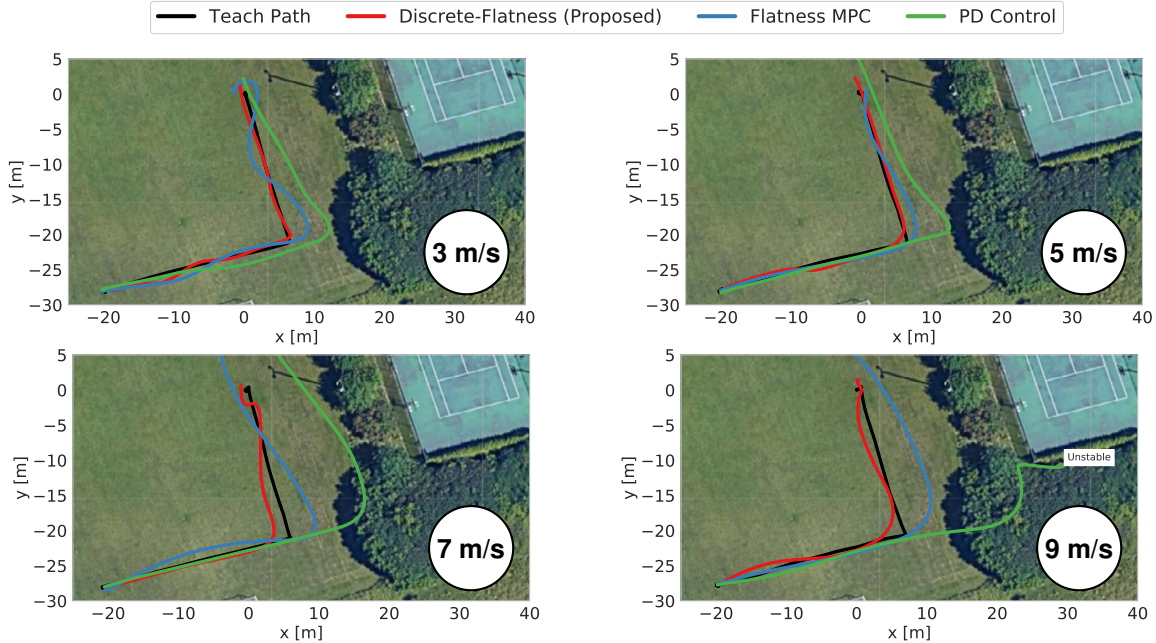 Teach Path Discrete-Flatness (Proposed) Flatness MPC PD Control
5
0
−5
−10
−15
−20
−25
−30
y [m]
−20 −10 0 10 20 30 40
x [m]
3 m/s
5
0
−5
−10
−15
−20
−25
−30
y [m]
−20 −10 0 10 20 30 40
x [m]
5 m/s
5
0
−5
−10
−15
−20
−25
−30
y [m]
−20 −10 0 10 20 30 40
x [m]
7 m/s
5
0
−5
−10
−15
−20
−25
−30
y [m]
−20 −10 0 10 20 30 40
x [m]
Unstable
9 m/s